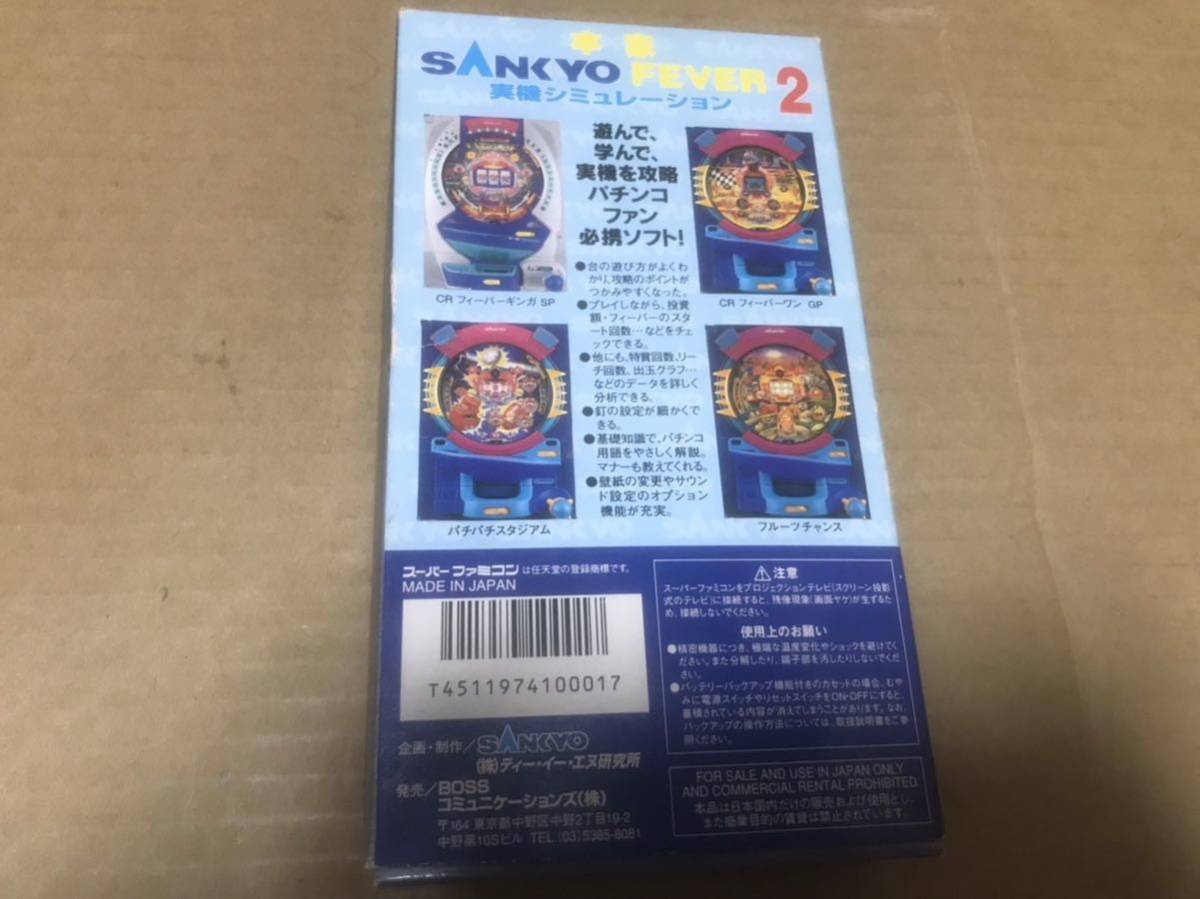 本家
SANKYO FEVER 2
実機シミュレーション
遊んで、
学んで、
実機を攻略
パチンコ
ファン
必携ソフト!
CR フィーバーギンガ SP
CR フィーバーワン GP
●台の遊び方がよくわ
かり、攻略のポイントが
つかみやすくなった。
●プレイしながら、投資
額・フィーバーのスタ
ート回数…などをチェ
ックできる。
●他にも、特賞回数、リー
チ回数、出玉グラフ…
などのデータを詳しく
分析できる。
●釘の設定が細かくで
きる。
●基礎知識で、パチンコ
用語をやさしく解説。
マナーも教えてくれる。
●壁紙の変更やサウン
ド設定のオプション
機能が充実。
パチパチスタジアム
フルーツチャンス
スーパーファミコンは任天堂の登録商標です。
MADE IN JAPAN
T4511974100017
企画・制作/SANKYO
(株)ティー・イー・エヌ研究所
発売/BOSS
コミュニケーションズ(株)
〒164 東京都中野区中野2丁目19-2
中野第10Sビル TEL (03)5385-8081
⚠注意
スーパーファミコンをプロジェクションテレビ(スクリーン投影
式のテレビ)に接続すると、残像現象(画面ヤケ)が生ずるた
め、接続しないでください。
使用上のお願い
●精密機器につき、極端な温度変化やショックを避けてく
ださい。また分解したり、端子部を汚したりしないでくだ
さい。
●バッテリーバックアップ機能付きのカセットの場合、むや
みに電源スイッチやリセットスイッチをON・OFFにすると、
蓄積されている内容が消えてしまうことがあります。なお、
バックアップの操作方法については、取扱説明書をご参
照ください。
FOR SALE AND USE IN JAPAN ONLY
AND COMMERCIAL RENTAL PROHIBITED.
本品は日本国内だけの販売および使用とし、
また商業目的の賃貸は禁止されています。